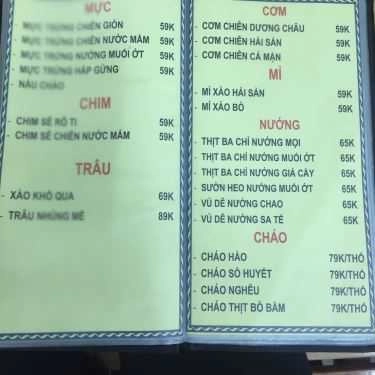 MỰC
- MỰC TRỨNG CHIÊN GIÒN 59K
- MỰC TRỨNG CHIÊN NƯỚC MẮM 59K
- MỰC TRỨNG NƯỚNG MUỐI ỚT 59K
- MỰC TRỨNG HẤP GỪNG 59K
- NẤU CHÁO
CHIM
- CHIM SẺ RÔ TI 59K
- CHIM SẺ CHIÊN NƯỚC MẮM 59K
TRÂU
- XÀO KHỔ QUA 69K
- TRÂU NHÚNG MẺ 89K
CƠM
- CƠM CHIÊN DƯƠNG CHÂU 59K
- CƠM CHIÊN HẢI SẢN 59K
- CƠM CHIÊN CÁ MẶN 59K
MÌ
- MÌ XÀO HẢI SẢN 59K
- MÌ XÀO BÒ 59K
NƯỚNG
- THỊT BA CHỈ NƯỚNG MỌI 65K
- THỊT BA CHỈ NƯỚNG MUỐI ỚT 65K
- THỊT BA CHỈ NƯỚNG GIẢ CẦY 65K
- SƯỜN HEO NƯỚNG MUỐI ỚT 65K
- VÚ DÊ NƯỚNG CHAO 65K
- VÚ DÊ NƯỚNG SA TẾ 65K
CHÁO
- CHÁO HÀO 79K/THỐ
- CHÁO SÒ HUYẾT 79K/THỐ
- CHÁO NGHÊU 79K/THỐ
- CHÁO THỊT BÒ BẰM 79K/THỐ